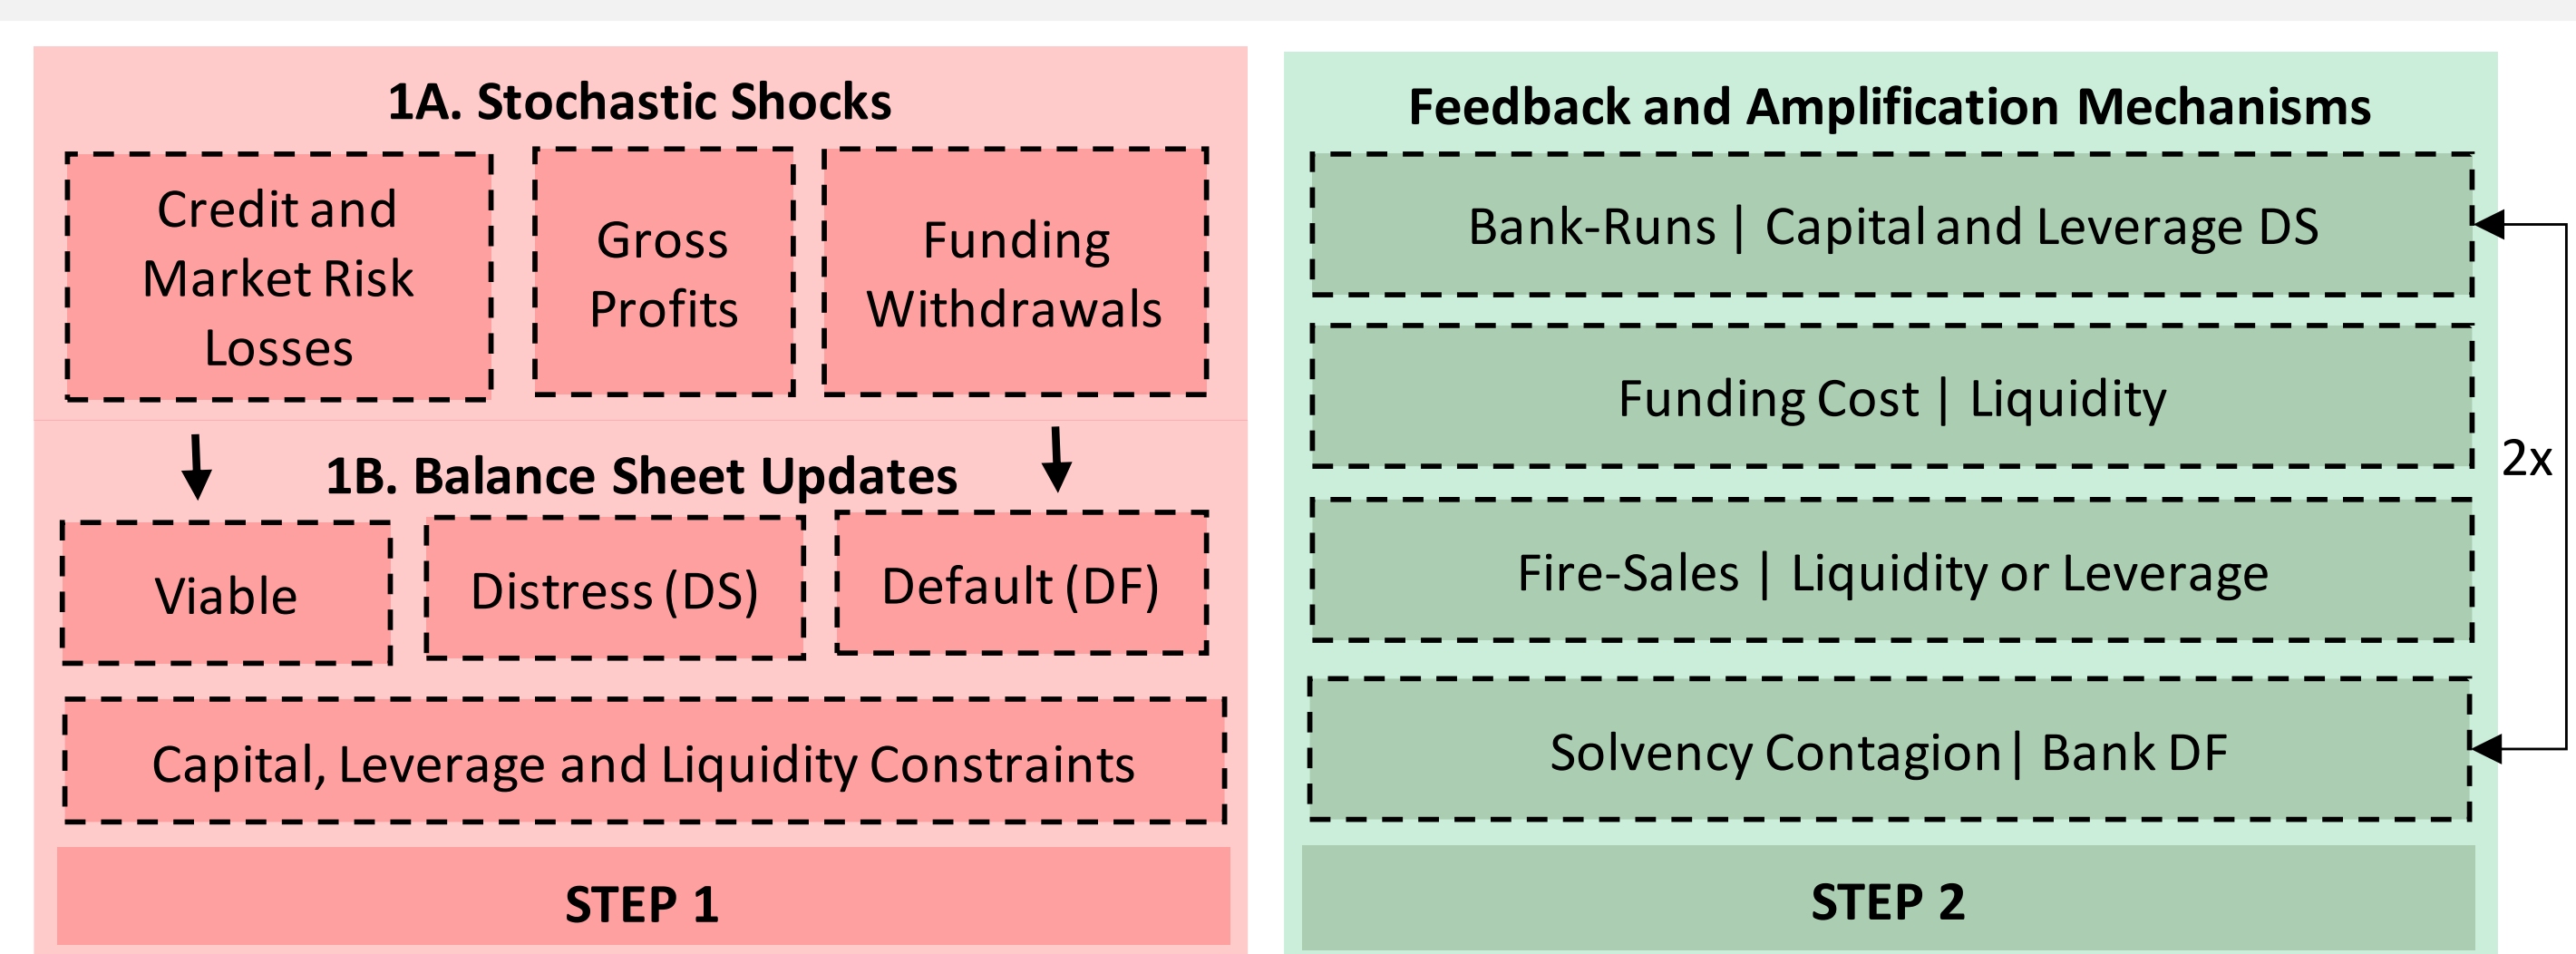 1A. Stochastic Shocks
Credit and
Market Risk
Losses
Gross
Profits
Funding
Withdrawals
1B. Balance Sheet Updates
Viable
Distress (DS)
Default (DF)
Capital, Leverage and Liquidity Constraints
STEP 1
Feedback and Amplification Mechanisms
Bank-Runs | Capital and Leverage DS
Funding Cost | Liquidity
Fire-Sales | Liquidity or Leverage
Solvency Contagion| Bank DF
2x
STEP 2